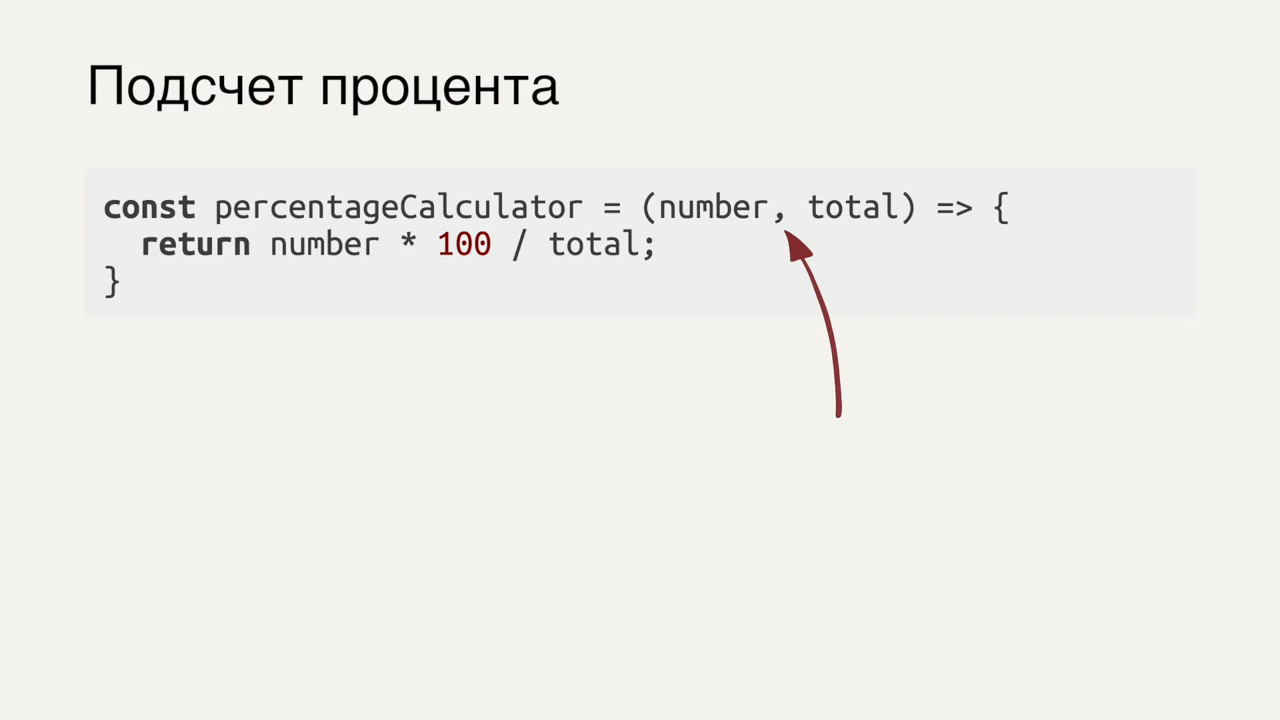 Подсчет процента
const percentageCalculator = (number, total) => {
  return number * 100 / total;
}